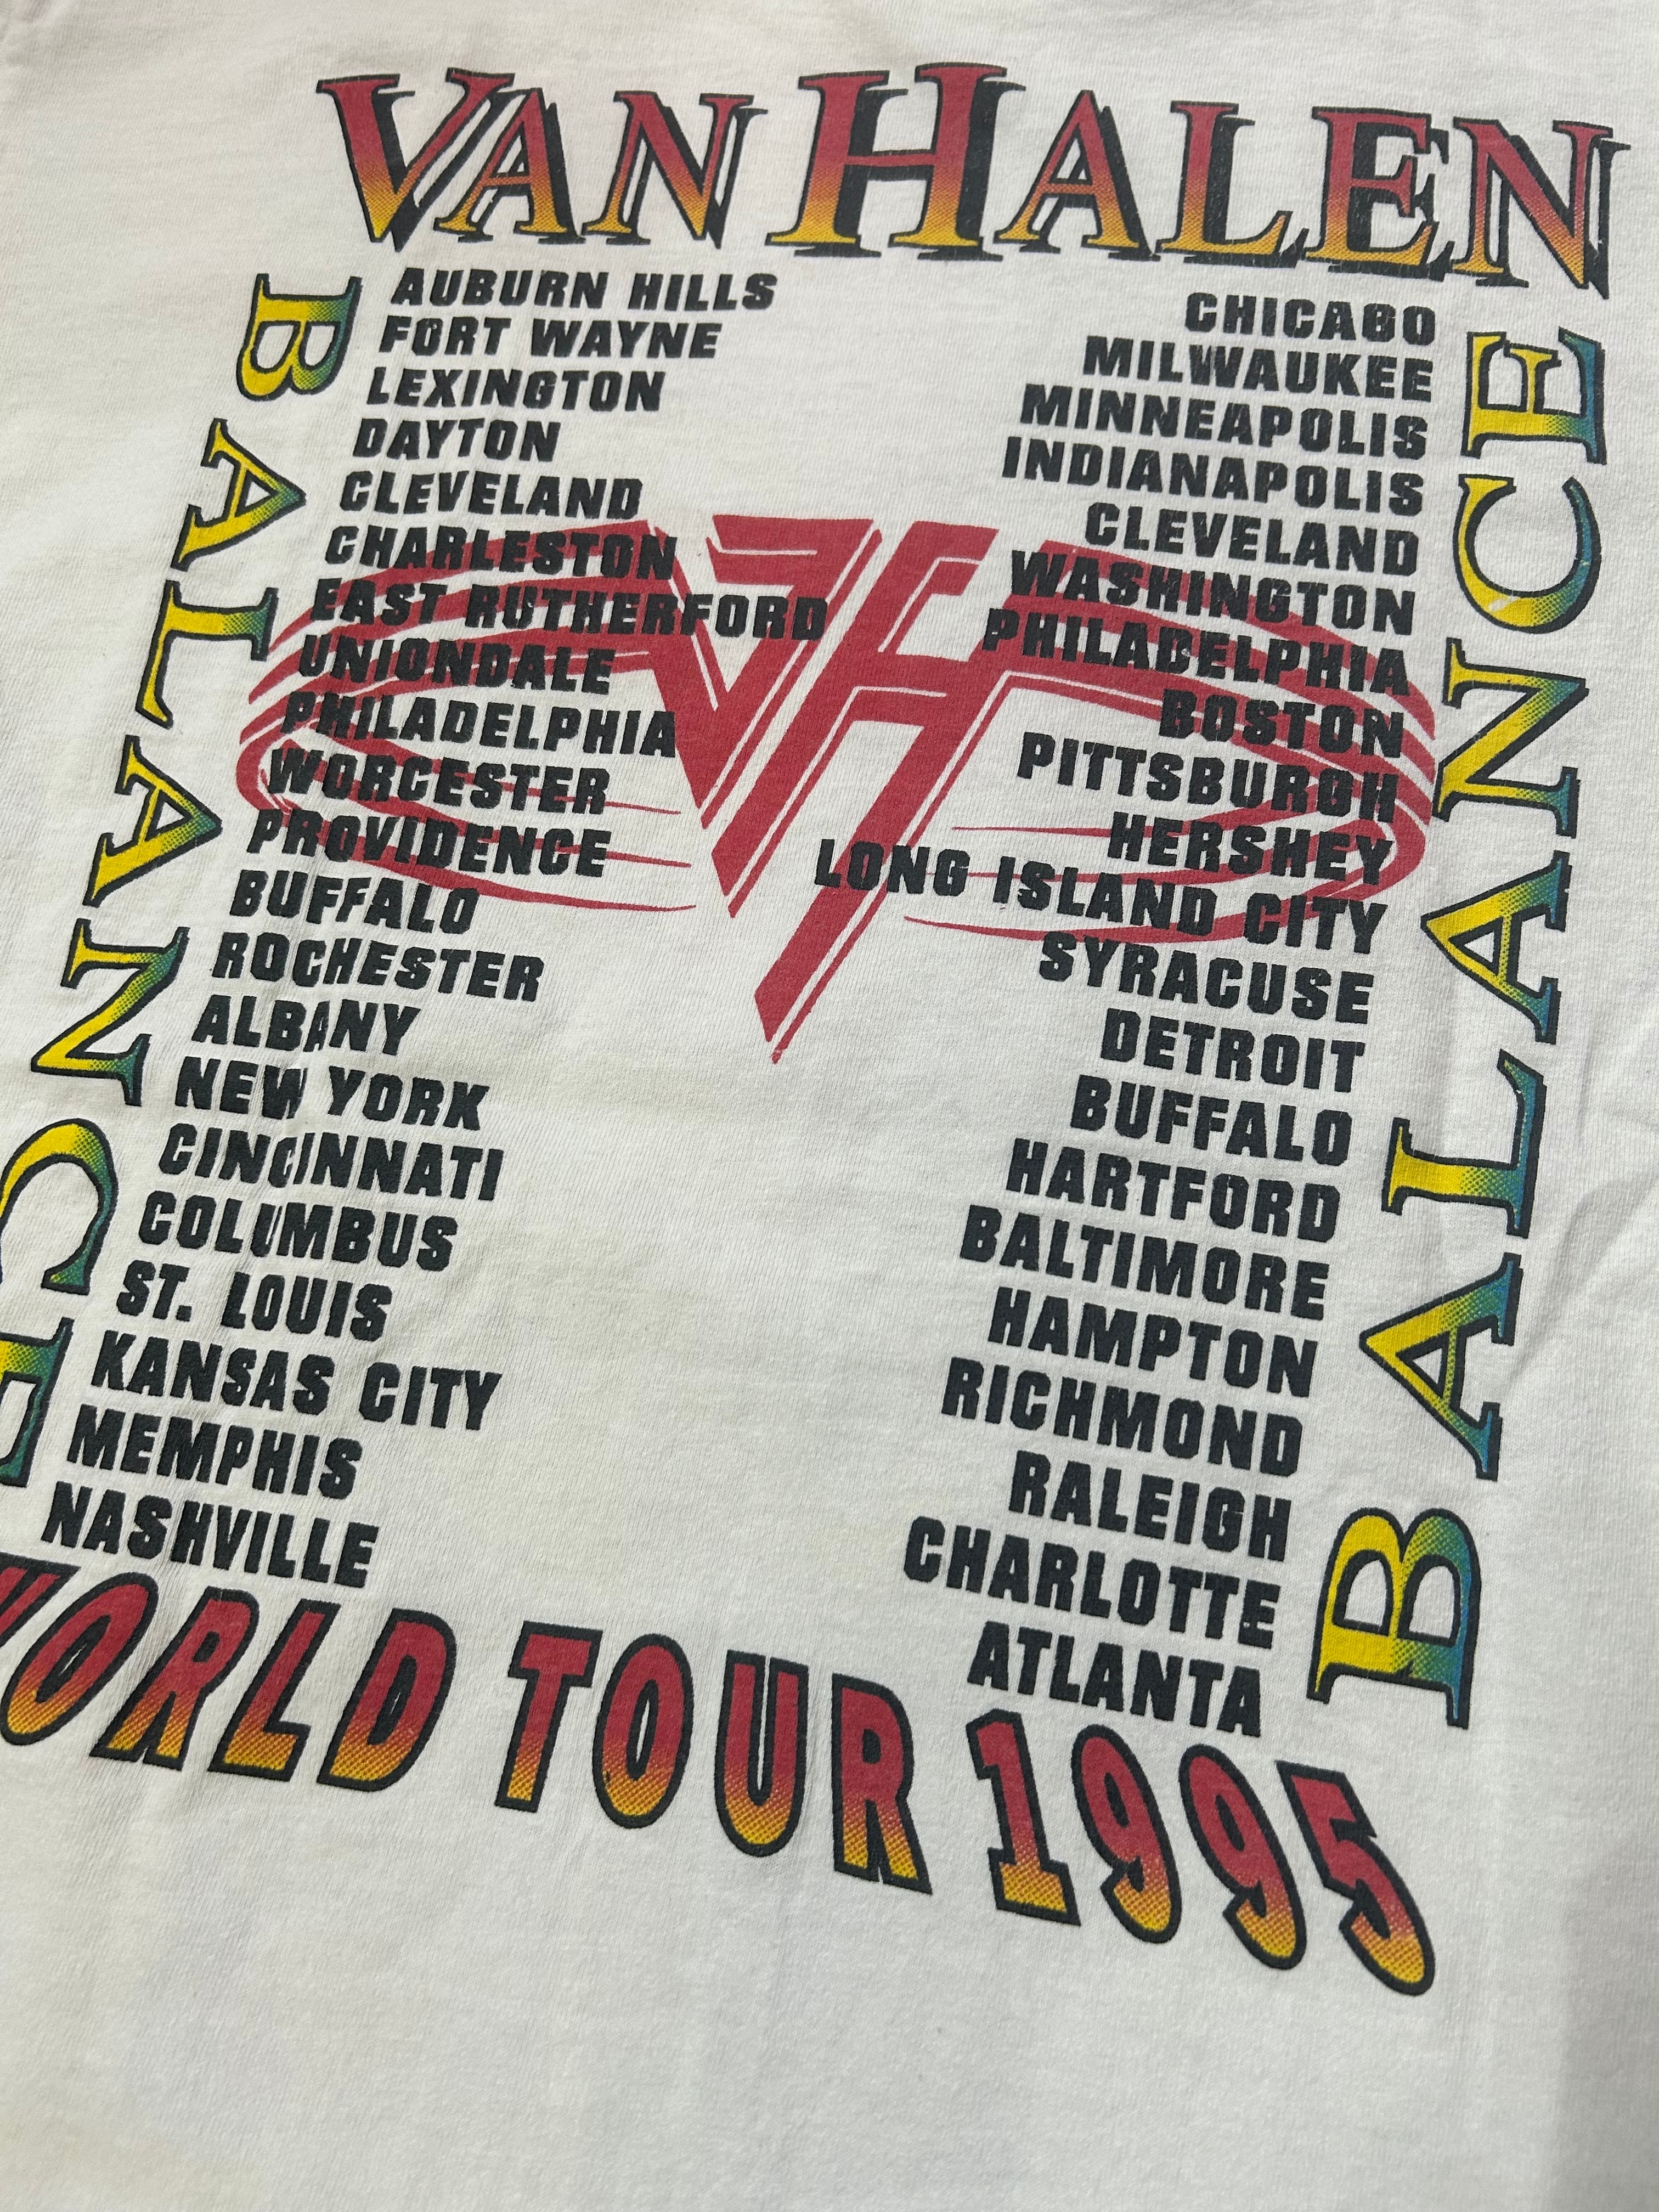 VAN HALEN
BALANCE
AUBURN HILLS
FORT WAYNE
LEXINGTON
DAYTON
CLEVELAND
CHARLESTON
EAST RUTHERFORD
UNIONDALE
PHILADELPHIA
WORCESTER
PROVIDENCE
BUFFALO
ROCHESTER
ALBANY
NEW YORK
CINCINNATI
COLUMBUS
ST. LOUIS
KANSAS CITY
MEMPHIS
NASHVILLE
VH
CHICAGO
MILWAUKEE
MINNEAPOLIS
INDIANAPOLIS
CLEVELAND
WASHINGTON
PHILADELPHIA
BOSTON
PITTSBURGH
HERSHEY
LONG ISLAND CITY
SYRACUSE
DETROIT
BUFFALO
HARTFORD
BALTIMORE
HAMPTON
RICHMOND
RALEIGH
CHARLOTTE
ATLANTA
BALANCE
WORLD TOUR 1995